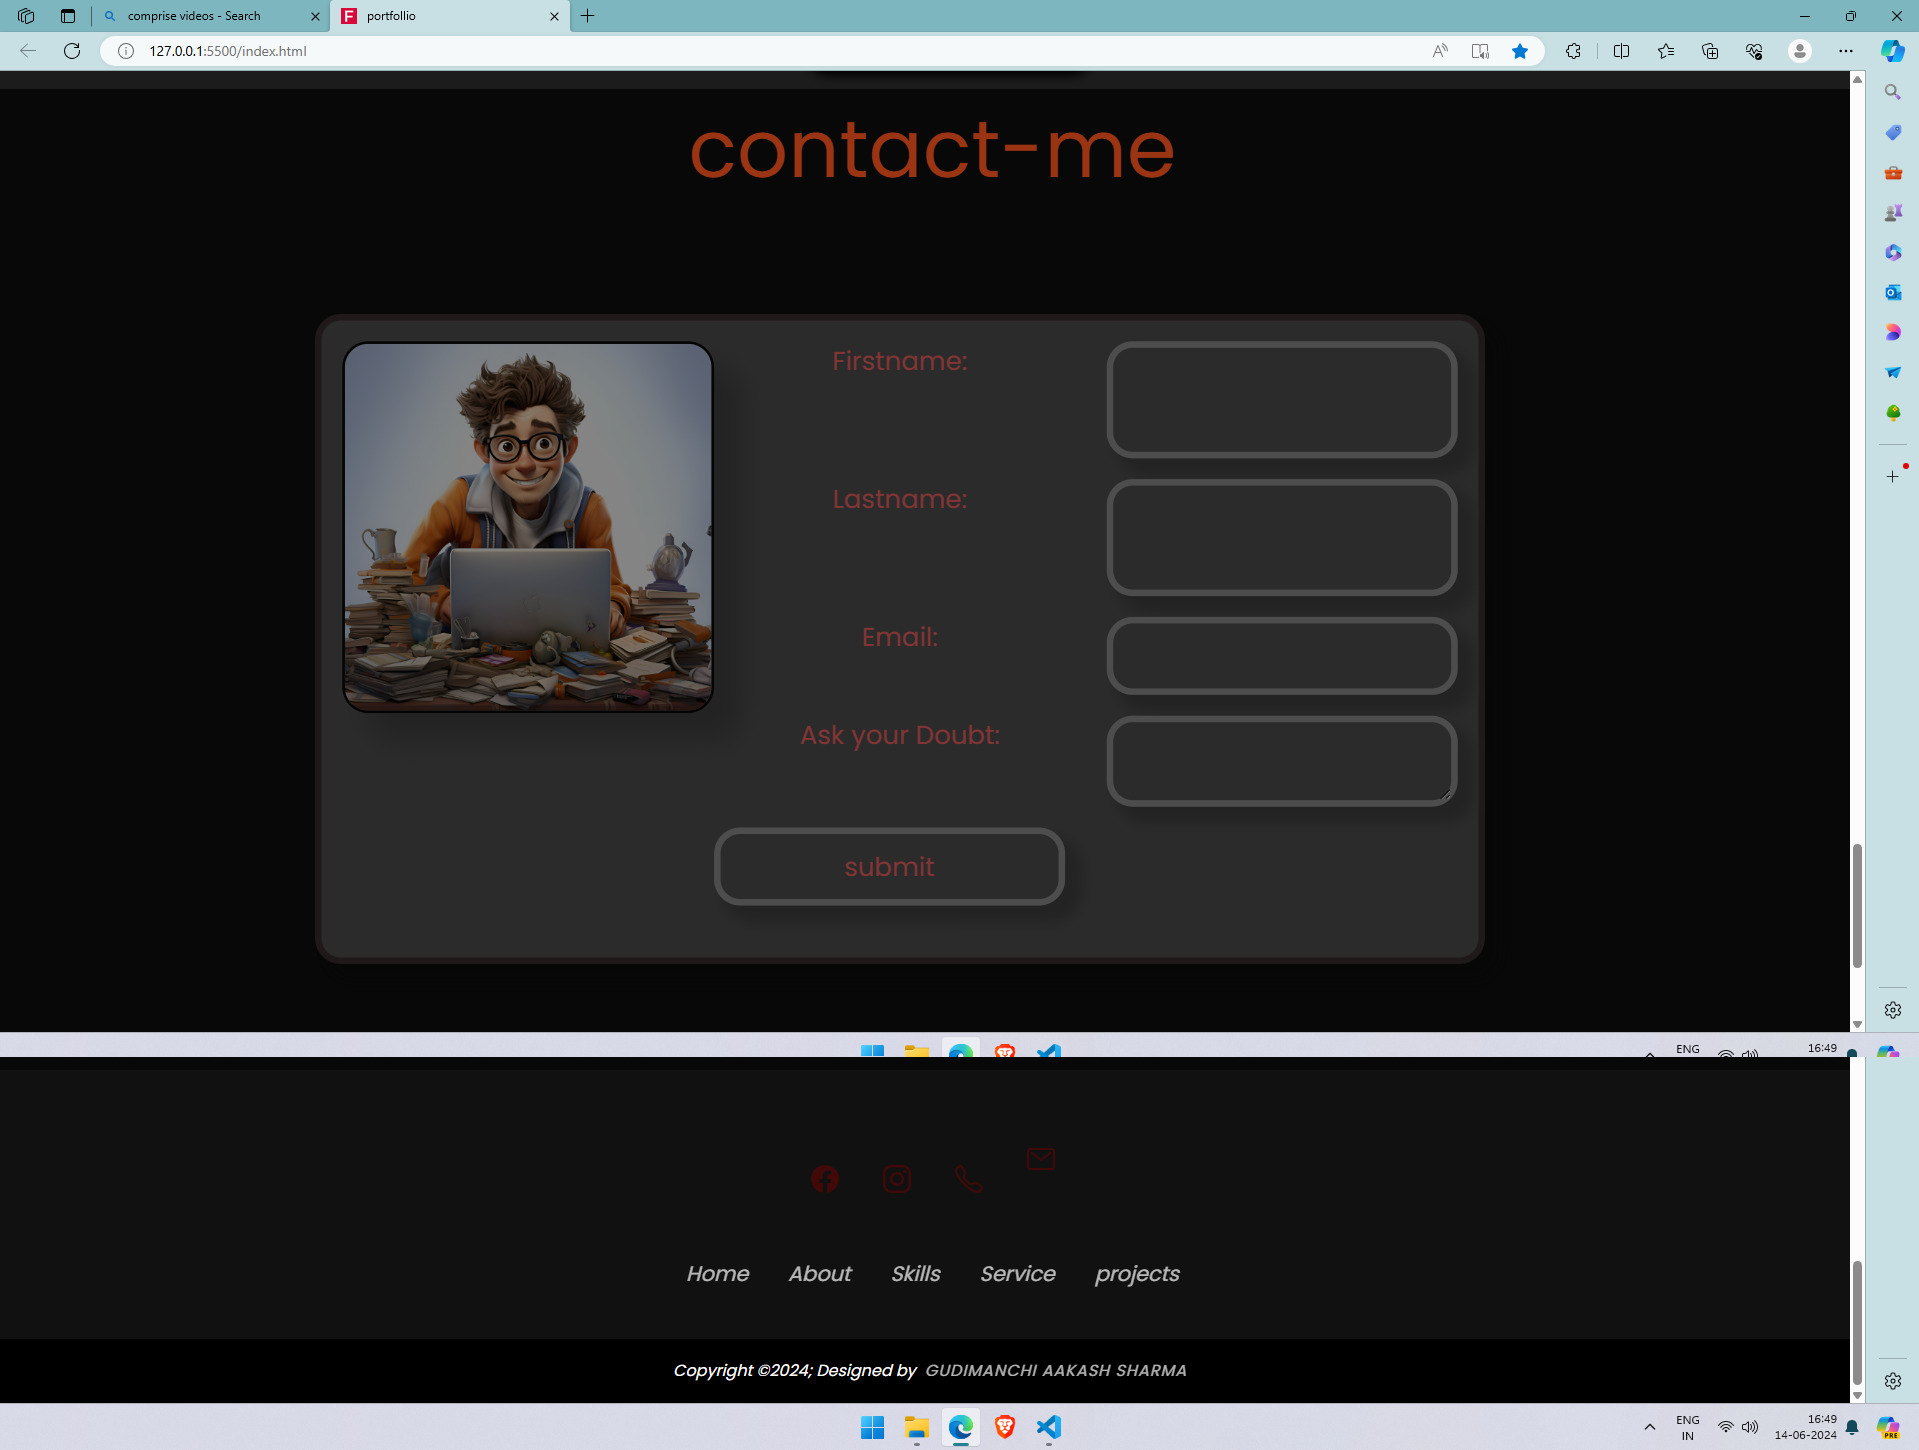 comprise videos - Search
portfollio
127.0.0.1:5500/index.html
contact-me
Firstname:
Lastname:
Email:
Ask your Doubt:
submit
ENG
16:49
Home About Skills Service projects
Copyright ©2024; Designed by GUDIMANCHI AAKASH SHARMA
ENG
IN
16:49
14-06-2024
PRE